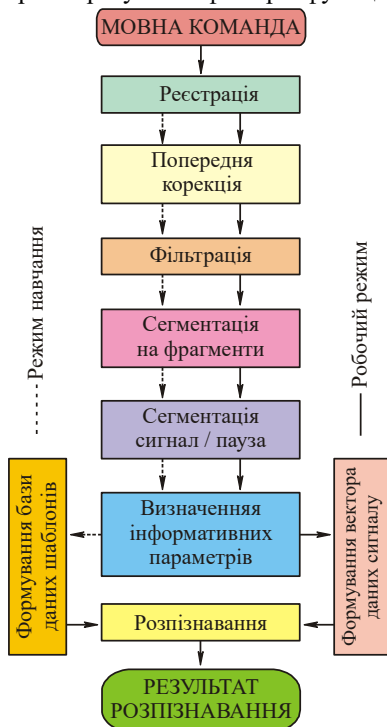 МОВНА КОМАНДА
Реєстрація
Попередня
корекція
Фільтрація
Сегментація
на фрагменти
Сегментація
сигнал / пауза
Визначенняя
інформативних
параметрів
Розпізнавання
РЕЗУЛЬТАТ
РОЗПІЗНАВАННЯ
Режим навчання
Формування бази
даних шаблонів
Робочий режим
Формування вектора
даних сигналу